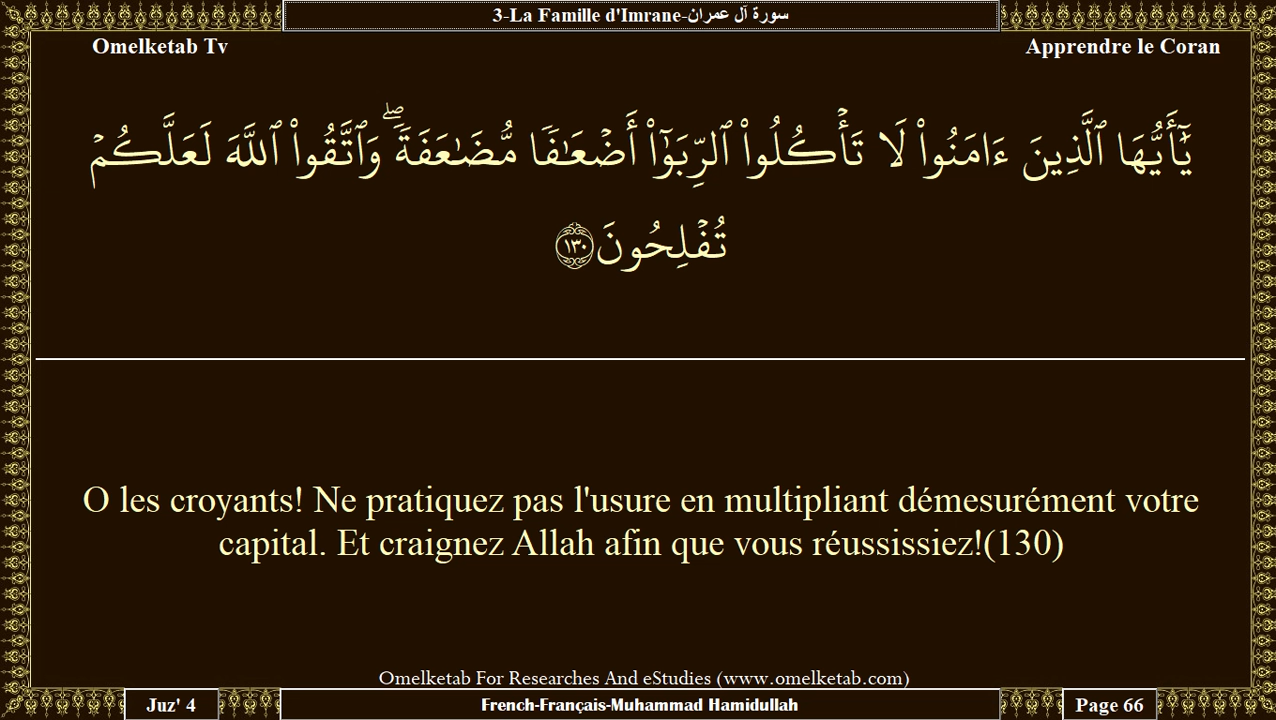 3-La Famille d'Imrane-سورة آل عمران
Omelketab Tv
Apprendre le Coran
يَٰٓأَيُّهَا ٱلَّذِينَ ءَامَنُوا۟ لَا تَأْكُلُوا۟ ٱلرِّبَوٰٓا۟ أَضْعَٰفًا مُّضَٰعَفَةً ۖ وَٱتَّقُوا۟ ٱللَّهَ لَعَلَّكُمْ
تُفْلِحُونَ ١٣٠
O les croyants! Ne pratiquez pas l'usure en multipliant démesurément votre
capital. Et craignez Allah afin que vous réussissiez!(130)
Omelketab For Researches And eStudies (www.omelketab.com)
Juz' 4
French-Français-Muhammad Hamidullah
Page 66